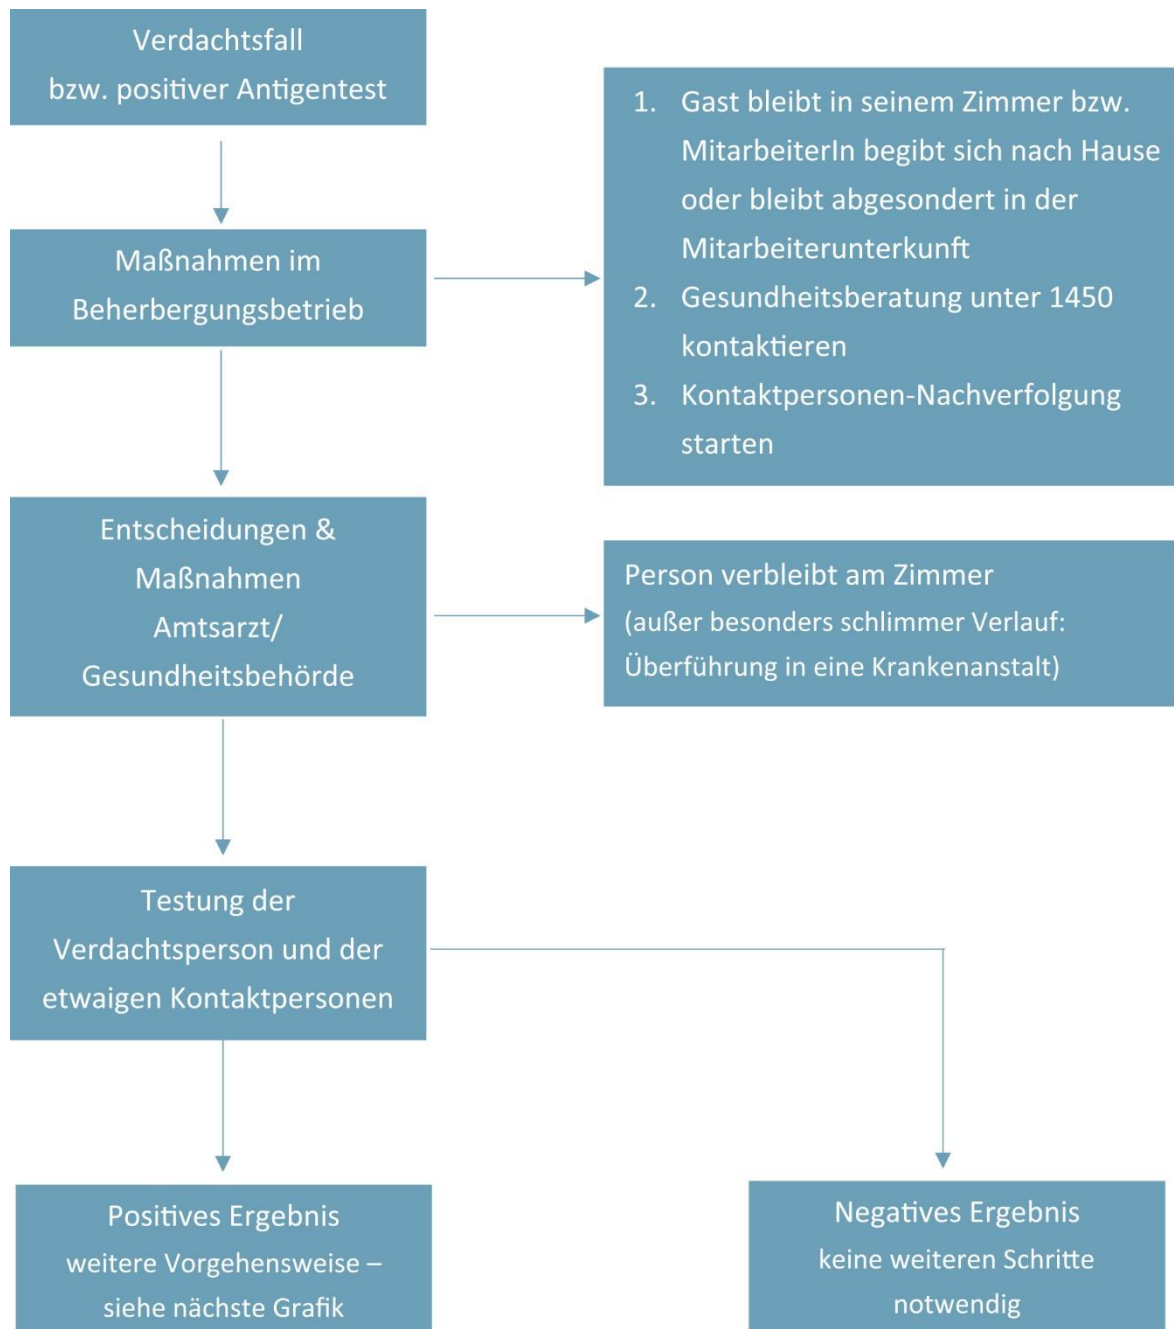 Verdachtsfall
bzw. positiver Antigentest
1. Gast bleibt in seinem Zimmer bzw.
MitarbeiterIn begibt sich nach Hause
oder bleibt abgesondert in der
Mitarbeiterunterkunft
2. Gesundheitsberatung unter 1450
kontaktieren
3. Kontaktpersonen-Nachverfolgung
starten
Maßnahmen im
Beherbergungsbetrieb
Entscheidungen &
Maßnahmen
Amtsarzt/
Gesundheitsbehörde
Person verbleibt am Zimmer
(außer besonders schlimmer Verlauf:
Überführung in eine Krankenanstalt)
Testung der
Verdachtsperson und der
etwaigen Kontaktpersonen
Positives Ergebnis
weitere Vorgehensweise –
siehe nächste Grafik
Negatives Ergebnis
keine weiteren Schritte
notwendig